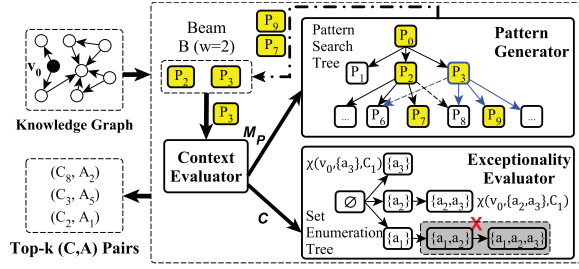 v₀
Knowledge Graph
(C₈, A₂)
(C₃, A₅)
(C₂, A₁)
Top-k (C,A) Pairs
Beam
B (w=2)
P₉
P₇
P₂ P₃
P₃
Context
Evaluator
M_P
C
Pattern
Search
Tree
Pattern
Generator
P₀
P₁ P₂ P₃
... P₆ P₇ P₈ P₉ ...
Exceptionality
Evaluator
χ(v₀,{a₃},C₁) {a₃}
∅ {a₂} {a₂,a₃} χ(v₀,{a₂,a₃},C₁)
X
{a₁} {a₁,a₂} {a₁,a₂,a₃}
Set
Enumeration
Tree